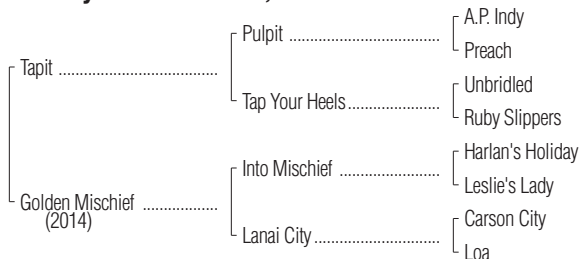 Tapit
Pulpit
A.P. Indy
Preach
Tap Your Heels
Unbridled
Ruby Slippers
Golden Mischief
(2014)
Into Mischief
Harlan's Holiday
Leslie's Lady
Lanai City
Carson City
Loa